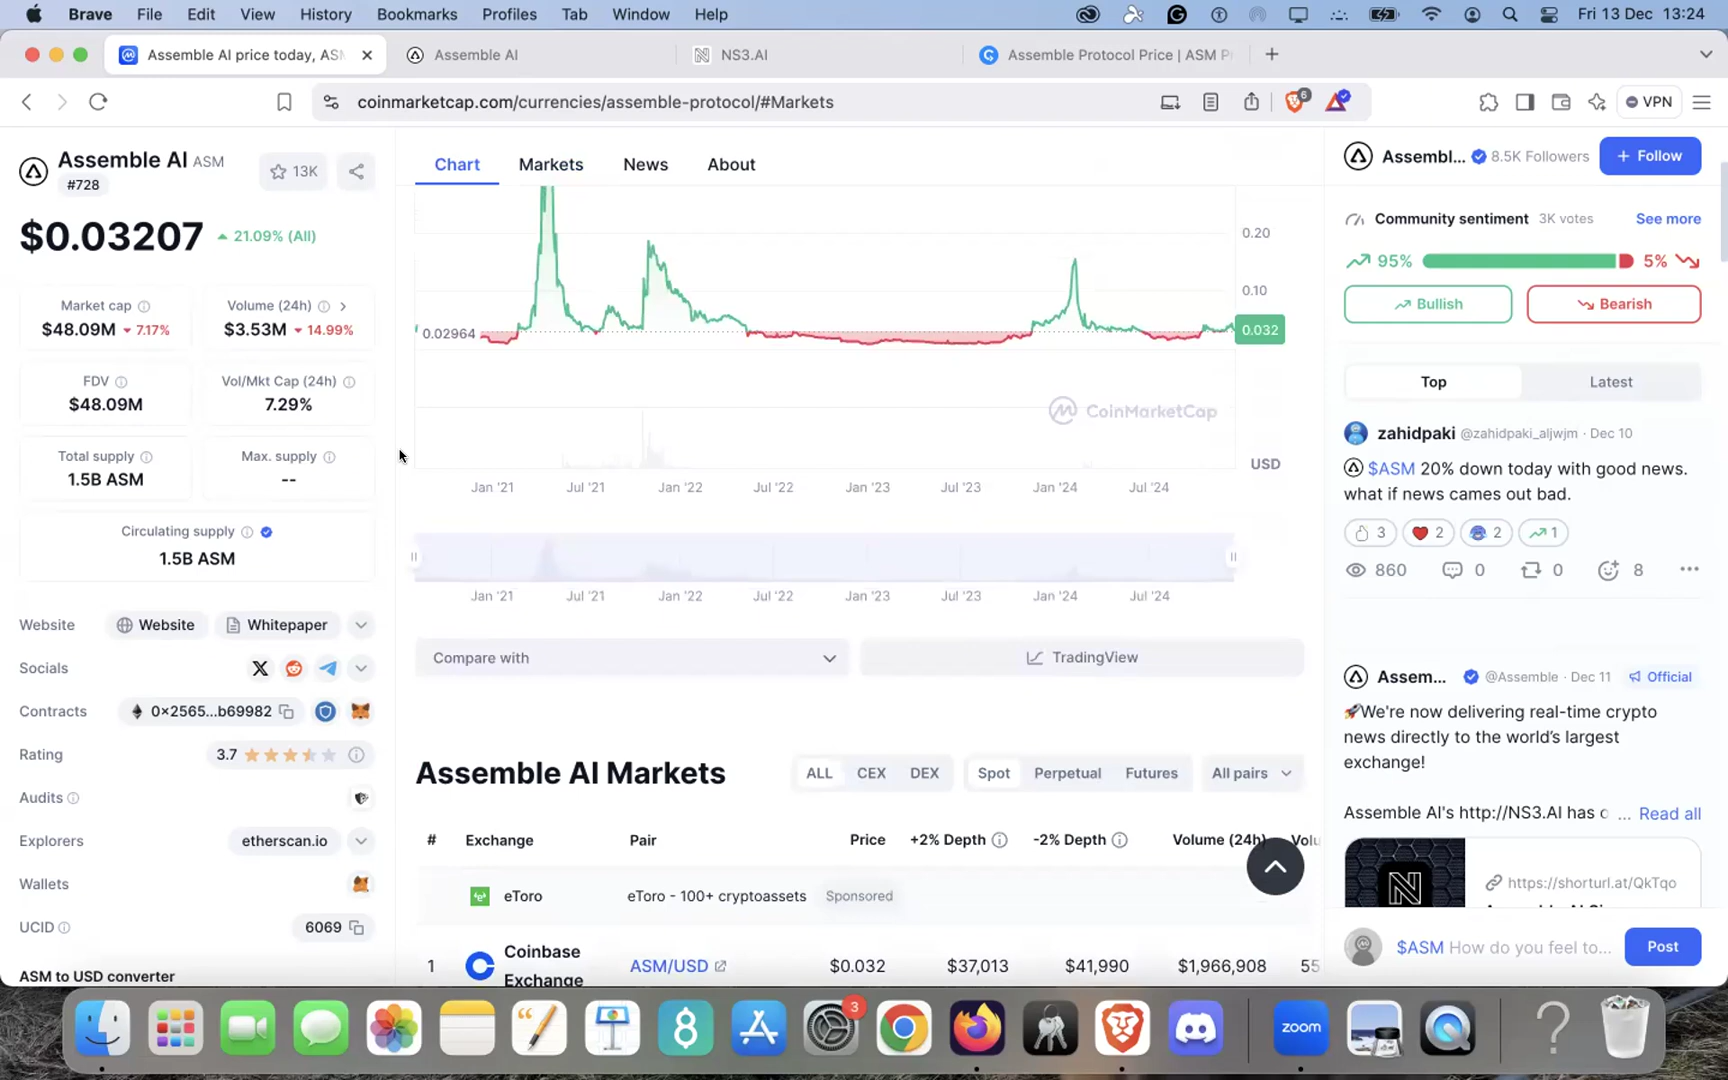 Brave File Edit View History Bookmarks Profiles Tab Window Help Fri 13 Dec 13:24
Assemble AI price today, ASM
Assemble AI
NS3.AI
Assemble Protocol Price | ASM P
coinmarketcap.com/currencies/assemble-protocol/#Markets
6
VPN
Assemble AI ASM
#728
13K
$0.03207 21.09% (All)
Market cap
$48.09M 7.17%
Volume (24h)
$3.53M 14.99%
FDV
$48.09M
Vol/Mkt Cap (24h)
7.29%
Total supply
1.5B ASM
Max. supply
--
Circulating supply
1.5B ASM
Website Website Whitepaper
Socials
Contracts 0x2565...b69982
Rating 3.7
Audits
Explorers etherscan.io
Wallets
UCID 6069
ASM to USD converter
Chart Markets News About
0.20
0.10
0.032
0.02964
CoinMarketCap
USD
Jan '21 Jul '21 Jan '22 Jul '22 Jan '23 Jul '23 Jan '24 Jul '24
Jan '21 Jul '21 Jan '22 Jul '22 Jan '23 Jul '23 Jan '24 Jul '24
Compare with
TradingView
Assemble AI Markets
ALL CEX DEX
Spot Perpetual Futures
All pairs
# Exchange Pair Price +2% Depth -2% Depth Volume (24h) Volu
eToro eToro - 100+ cryptoassets Sponsored
1 Coinbase Exchange ASM/USD $0.032 $37,013 $41,990 $1,966,908 55
Assembl... 8.5K Followers + Follow
Community sentiment 3K votes See more
95% 5%
Bullish Bearish
Top Latest
zahidpaki @zahidpaki_aljwjm · Dec 10
$ASM 20% down today with good news.
what if news cames out bad.
3 2 2 1
860 0 0 8
Assem... @Assemble · Dec 11 Official
🚀We're now delivering real-time crypto
news directly to the world's largest
exchange!
Assemble AI's http://NS3.AI has o ... Read all
https://shorturl.at/QkTqo
$ASM How do you feel to... Post
3
zoom